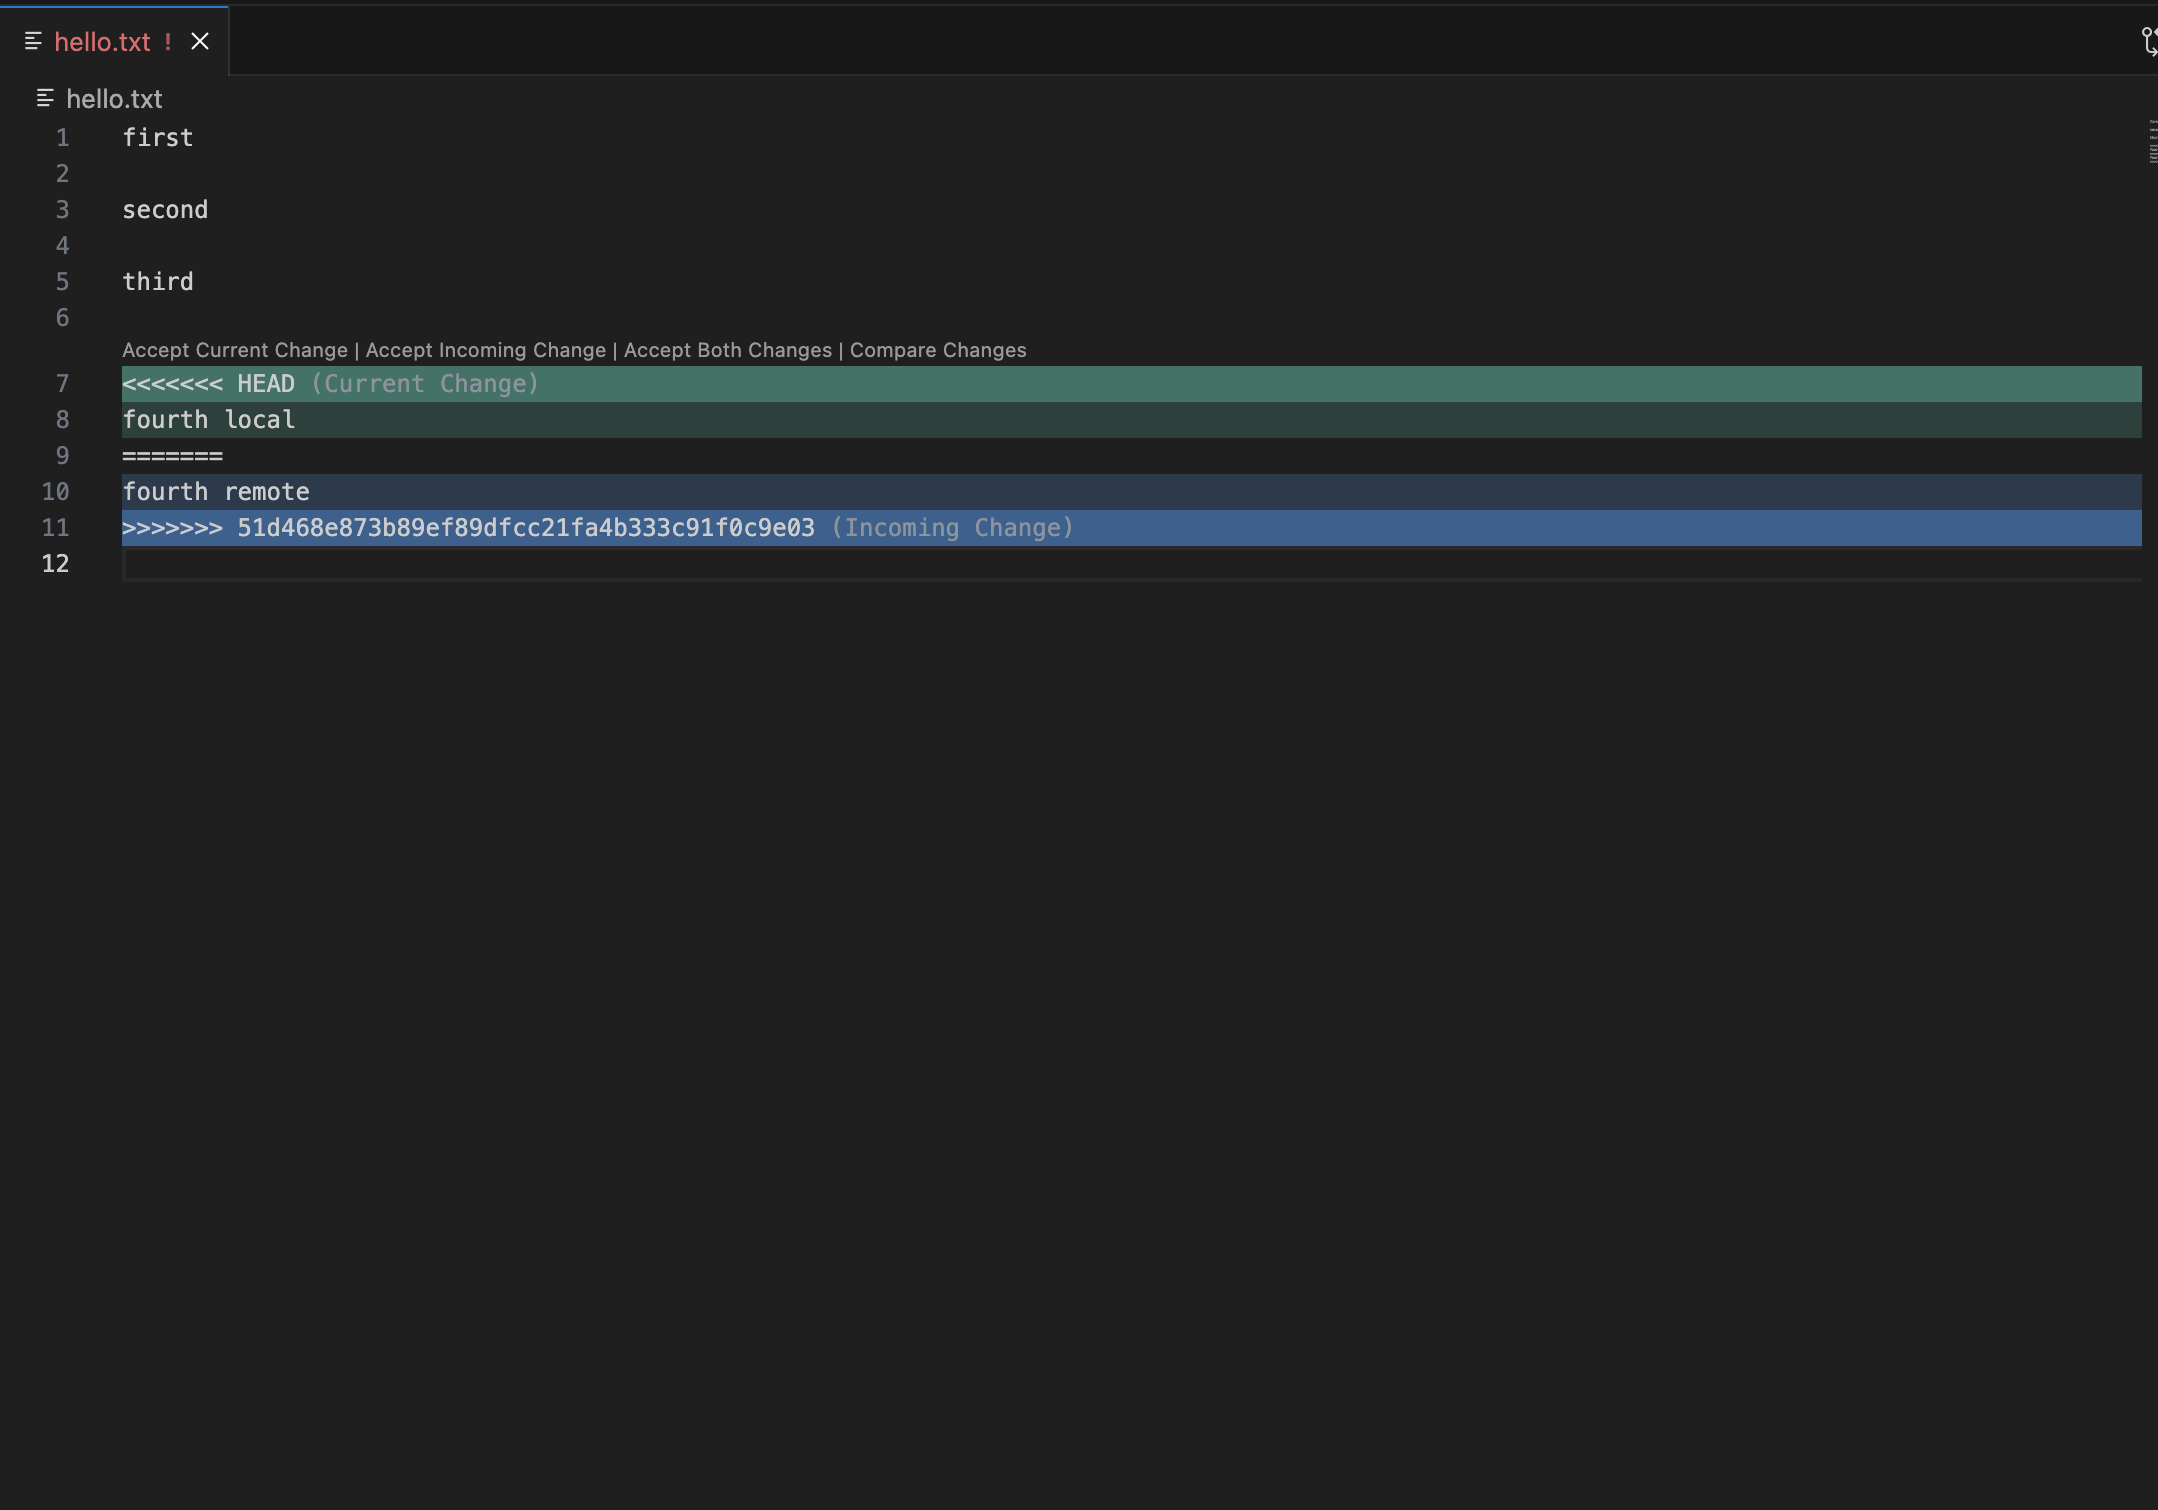 hello.txt !
hello.txt
1 first
2
3 second
4
5 third
6
Accept Current Change | Accept Incoming Change | Accept Both Changes | Compare Changes
7 <<<<<<< HEAD (Current Change)
8 fourth local
9 =======
10 fourth remote
11 >>>>>>> 51d468e873b89ef89dfcc21fa4b333c91f0c9e03 (Incoming Change)
12